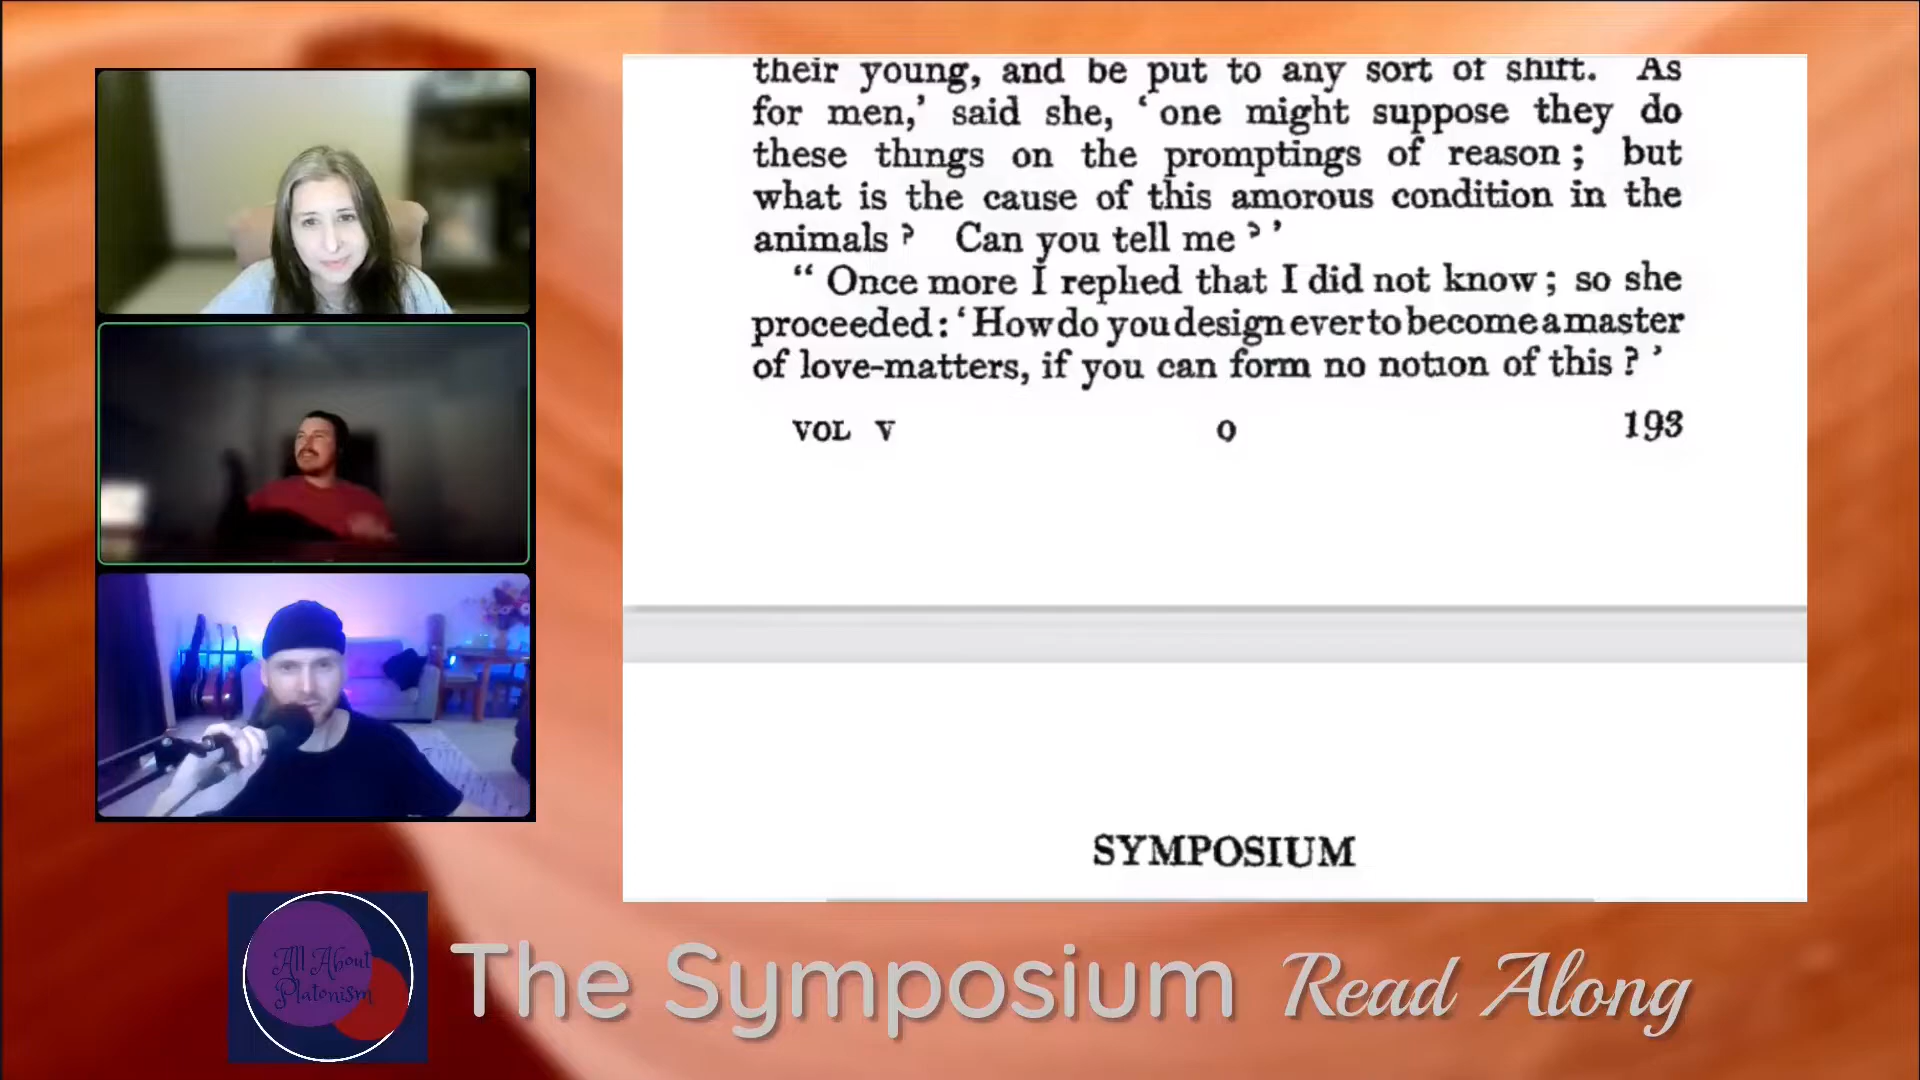 their young, and be put to any sort of shift. As
for men,’ said she, ‘ one might suppose they do
these things on the promptings of reason ; but
what is the cause of this amorous condition in the
animals ? Can you tell me ? ’
“ Once more I replied that I did not know ; so she
proceeded : ‘ How do you design ever to become a master
of love-matters, if you can form no notion of this ? ’
VOL V O 193
SYMPOSIUM
All About
Platonism
The Symposium Read Along